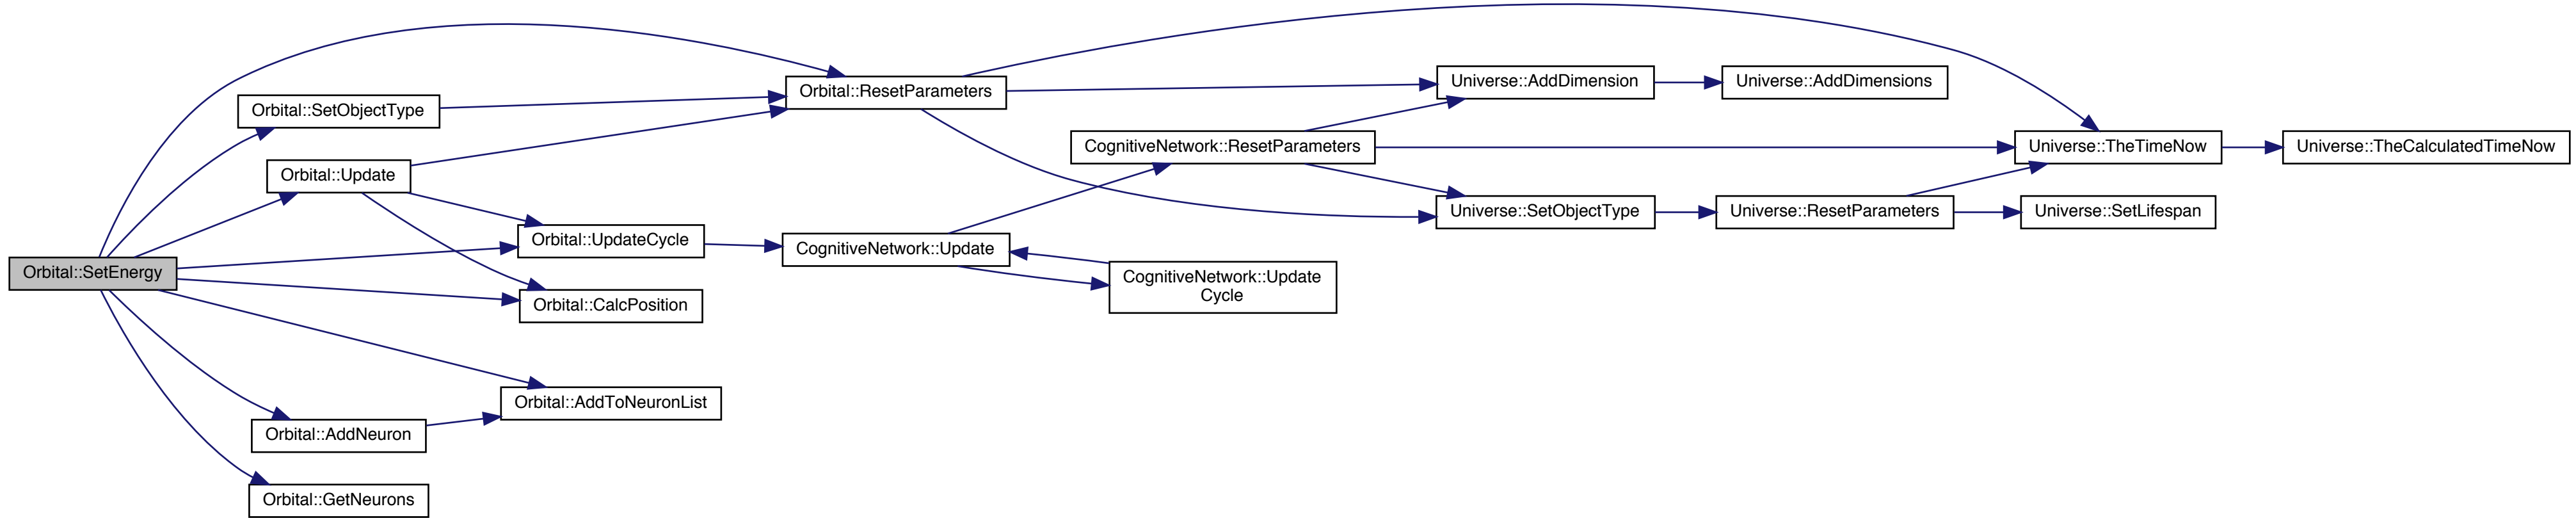 Orbital::SetEnergy
Orbital::SetObjectType
Orbital::Update
Orbital::ResetParameters
Orbital::UpdateCycle
Orbital::CalcPosition
Orbital::AddToNeuronList
Orbital::AddNeuron
Orbital::GetNeurons
CognitiveNetwork::Update
CognitiveNetwork::ResetParameters
CognitiveNetwork::Update
Cycle
Universe::AddDimension
Universe::AddDimensions
Universe::SetObjectType
Universe::ResetParameters
Universe::TheTimeNow
Universe::SetLifespan
Universe::TheCalculatedTimeNow